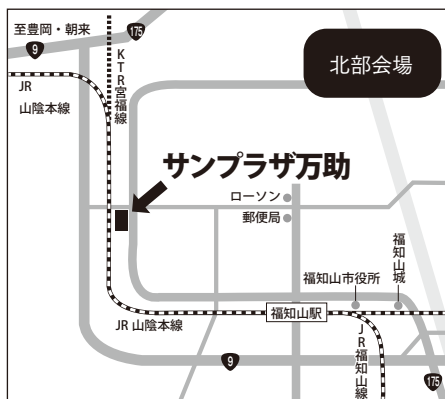 至豊岡・朝来
9
175
北部会場
JR
山陰本線
KTR宮福線
サンプラザ万助
ローソン
郵便局
福知山城
福知山市役所
福知山駅
JR山陰本線
JR福知山線
9
175